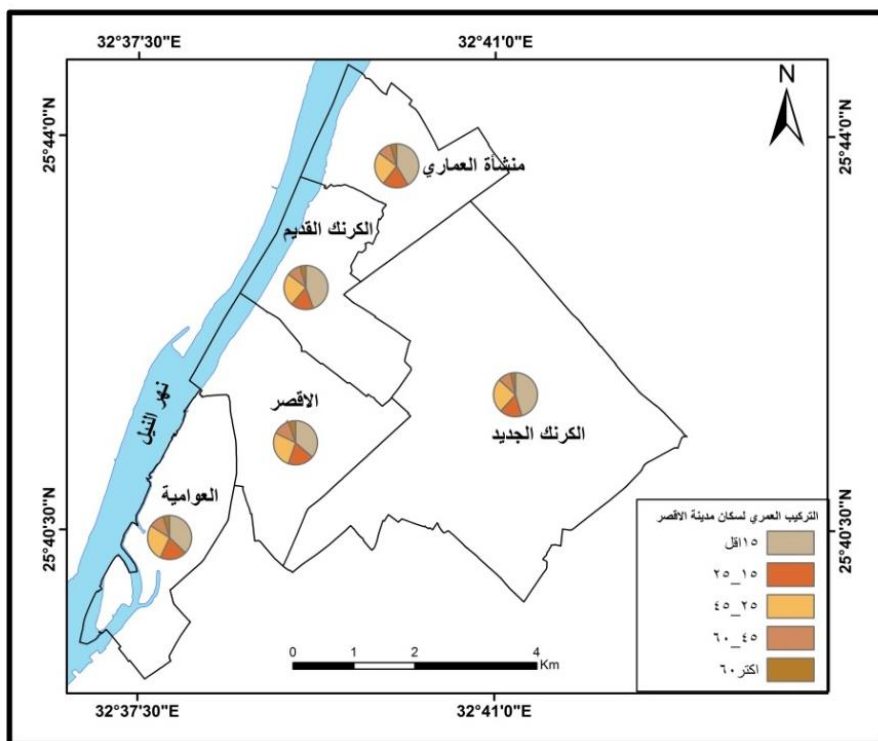 32°37'30"E
32°41'0"E
25°44'0"N
25°44'0"N
N
منشأة العماري
الكرنك القديم
نهر النيل
الاقصر
الكرنك الجديد
العوامية
25°40'30"N
25°40'30"N
التركيب العمري لسكان مدينة الاقصر
١٥اقل
١٥_٢٥
٢٥_٤٥
٤٥_٦٠
اكثر٦٠
0 1 2 4
Km
32°37'30"E
32°41'0"E